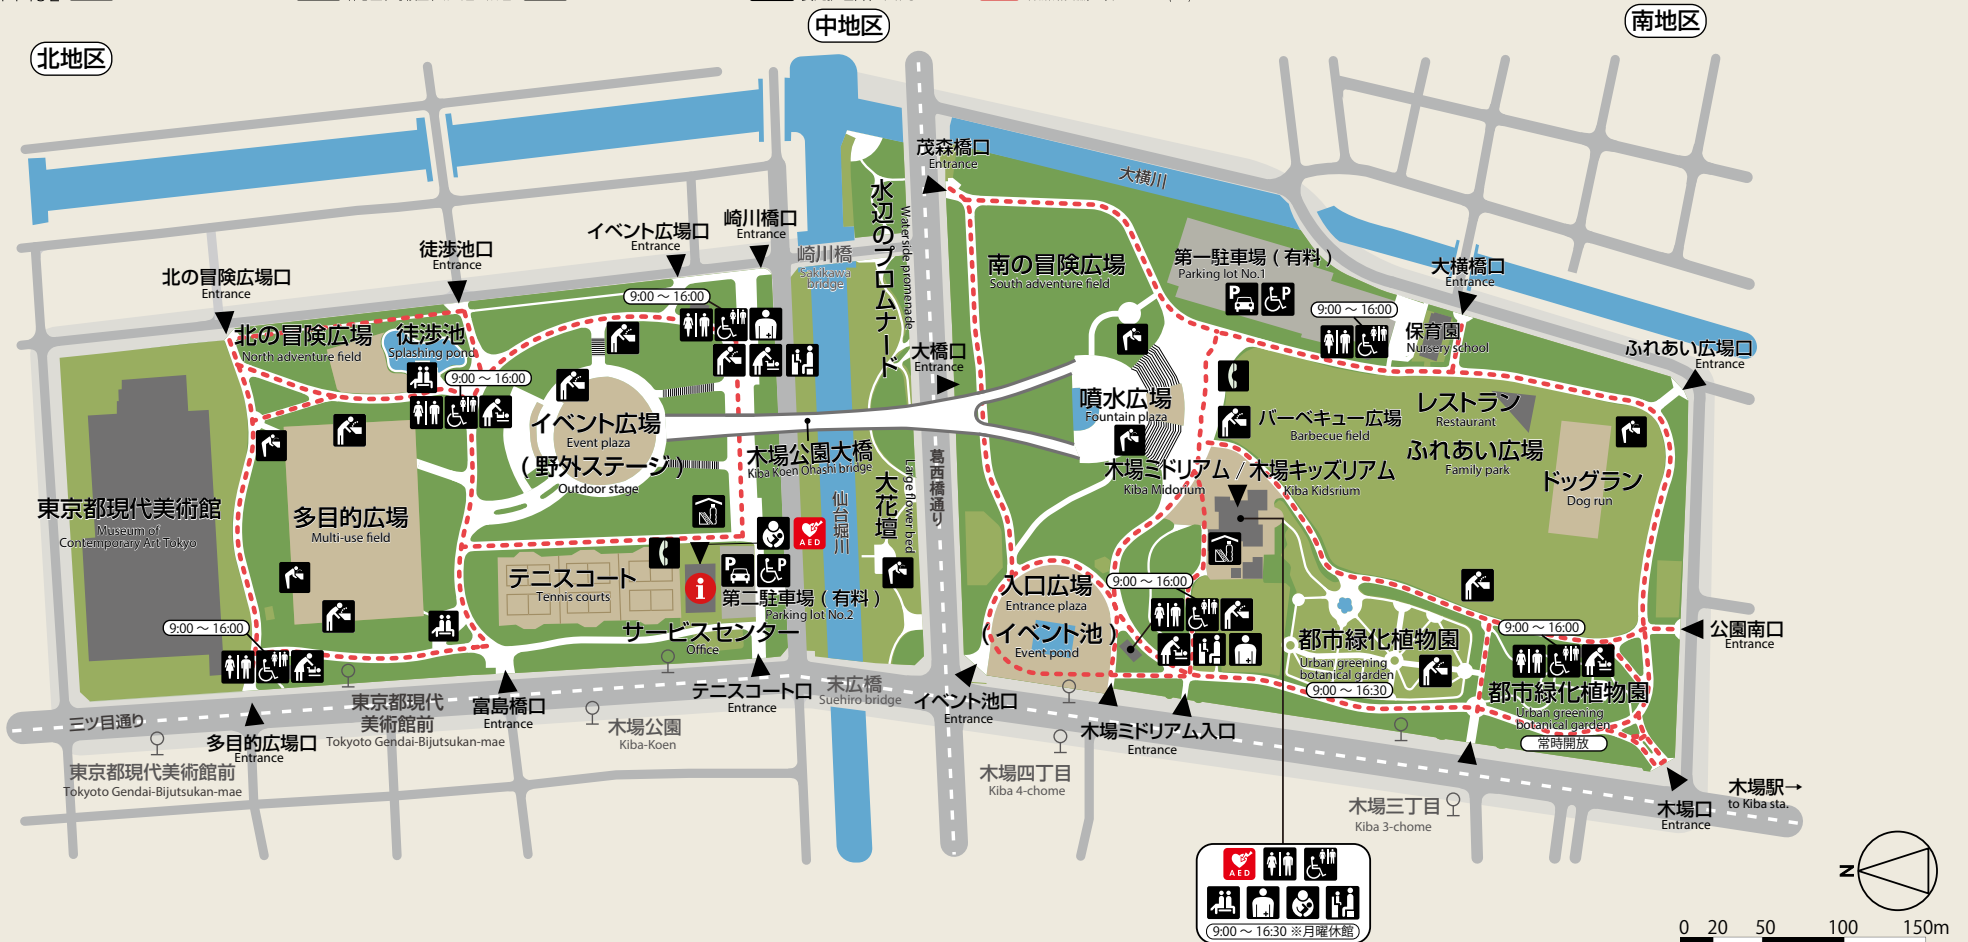 北地区
中地区
南地区
茂森橋口
Entrance
大横川
水辺のプロムナード
Waterside promenade
崎川橋口
Entrance
イベント広場口
Entrance
徒渉池口
Entrance
北の冒険広場口
Entrance
崎川橋
Sakikawa
bridge
南の冒険広場
South adventure field
第一駐車場(有料)
Parking lot No.1
P
P
大横橋口
Entrance
9:00～16:00
9:00～16:00
保育園
Nursery school
北の冒険広場
North adventure field
徒渉池
Splashing pond
9:00～16:00
大橋口
Entrance
ふれあい広場口
Entrance
イベント広場
Event plaza
(野外ステージ)
Outdoor stage
噴水広場
Fountain plaza
バーベキュー広場
Barbecue field
レストラン
Restaurant
ふれあい広場
Family park
ドッグラン
Dog run
木場公園大橋
Kiba Koen Ohashi bridge
木場ミドリアム/木場キッズリアム
Kiba Midorium
Kiba Kidsrium
葛西橋通り
大花壇
Large flower bed
仙台堀川
東京都現代美術館
Museum of
Contemporary Art Tokyo
多目的広場
Multi-use field
AED
テニスコート
Tennis courts
i
P
P
第二駐車場(有料)
Parking lot No.2
サービスセンター
Office
入口広場
Entrance plaza
(イベント池)
Event pond
9:00～16:00
9:00～16:00
都市緑化植物園
Urban greening
botanical garden
9:00～16:30
9:00～16:00
都市緑化植物園
Urban greening
botanical garden
常時開放
公園南口
Entrance
三ツ目通り
東京都現代美術館前
Tokyoto Gendai-Bijutsukan-mae
多目的広場口
Entrance
東京都現代
美術館前
Tokyoto Gendai-Bijutsukan-mae
富島橋口
Entrance
木場公園
Kiba-Koen
テニスコート口
Entrance
末広橋
Suehiro bridge
イベント池口
Entrance
木場四丁目
Kiba 4-chome
木場ミドリアム入口
Entrance
木場三丁目
Kiba 3-chome
木場口
Entrance
木場駅→
to Kiba sta.
AED
9:00～16:30 ※月曜休館
N
0 20 50 100 150m